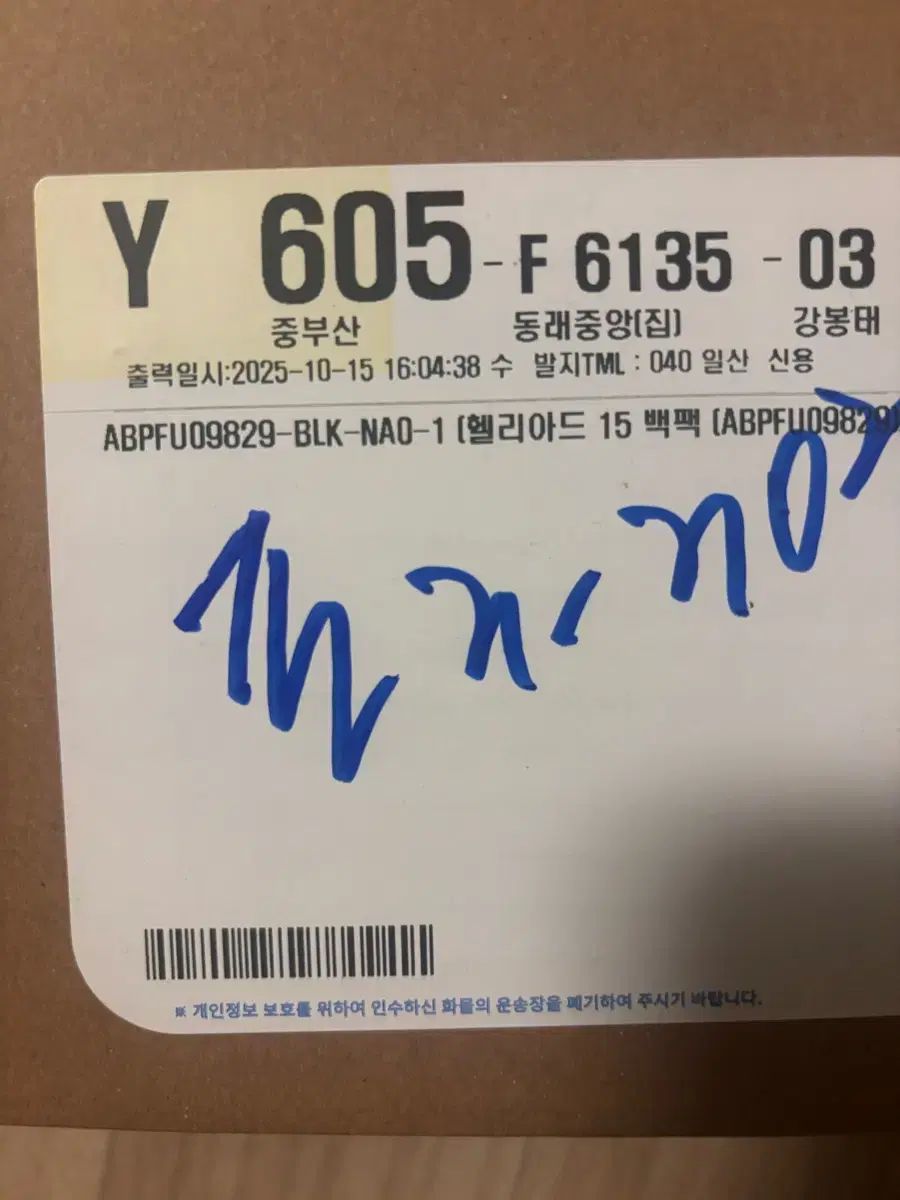 Y 605 - F 6135 - 03
중부산 동래중앙(집) 강봉태
출력일시:2025-10-15 16:04:38 수 발지TML : 040 일산 신용
ABPFU09829-BLK-NA0-1 (헬리아드 15 백팩 (ABPFU09829)
※ 개인정보 보호를 위하여 인수하신 화물의 운송장을 폐기하여 주시기 바랍니다.